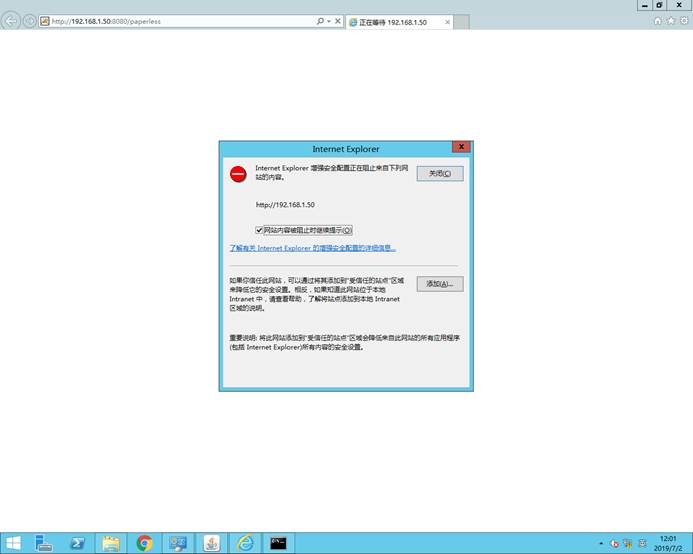 http://192.168.1.50:8080/paperless
正在等待 192.168.1.50
Internet Explorer
Internet Explorer 增强安全配置正在阻止来自下列网
站的内容。
关闭(C)
http://192.168.1.50
网站内容被阻止时继续提示(O)
了解有关 Internet Explorer 的增强安全配置的详细信息...
如果你信任此网站，可以通过将其添加到“受信任的站点”区域
来降低它的安全设置。相反，如果知道此网站位于本地
Intranet 中，请查看帮助，了解将站点添加到本地 Intranet
区域的说明。
添加(A)...
重要说明: 将此网站添加到“受信任的站点”区域会降低来自此网站的所有应用程序
(包括 Internet Explorer)所有内容的安全设置。
12:01
2019/7/2